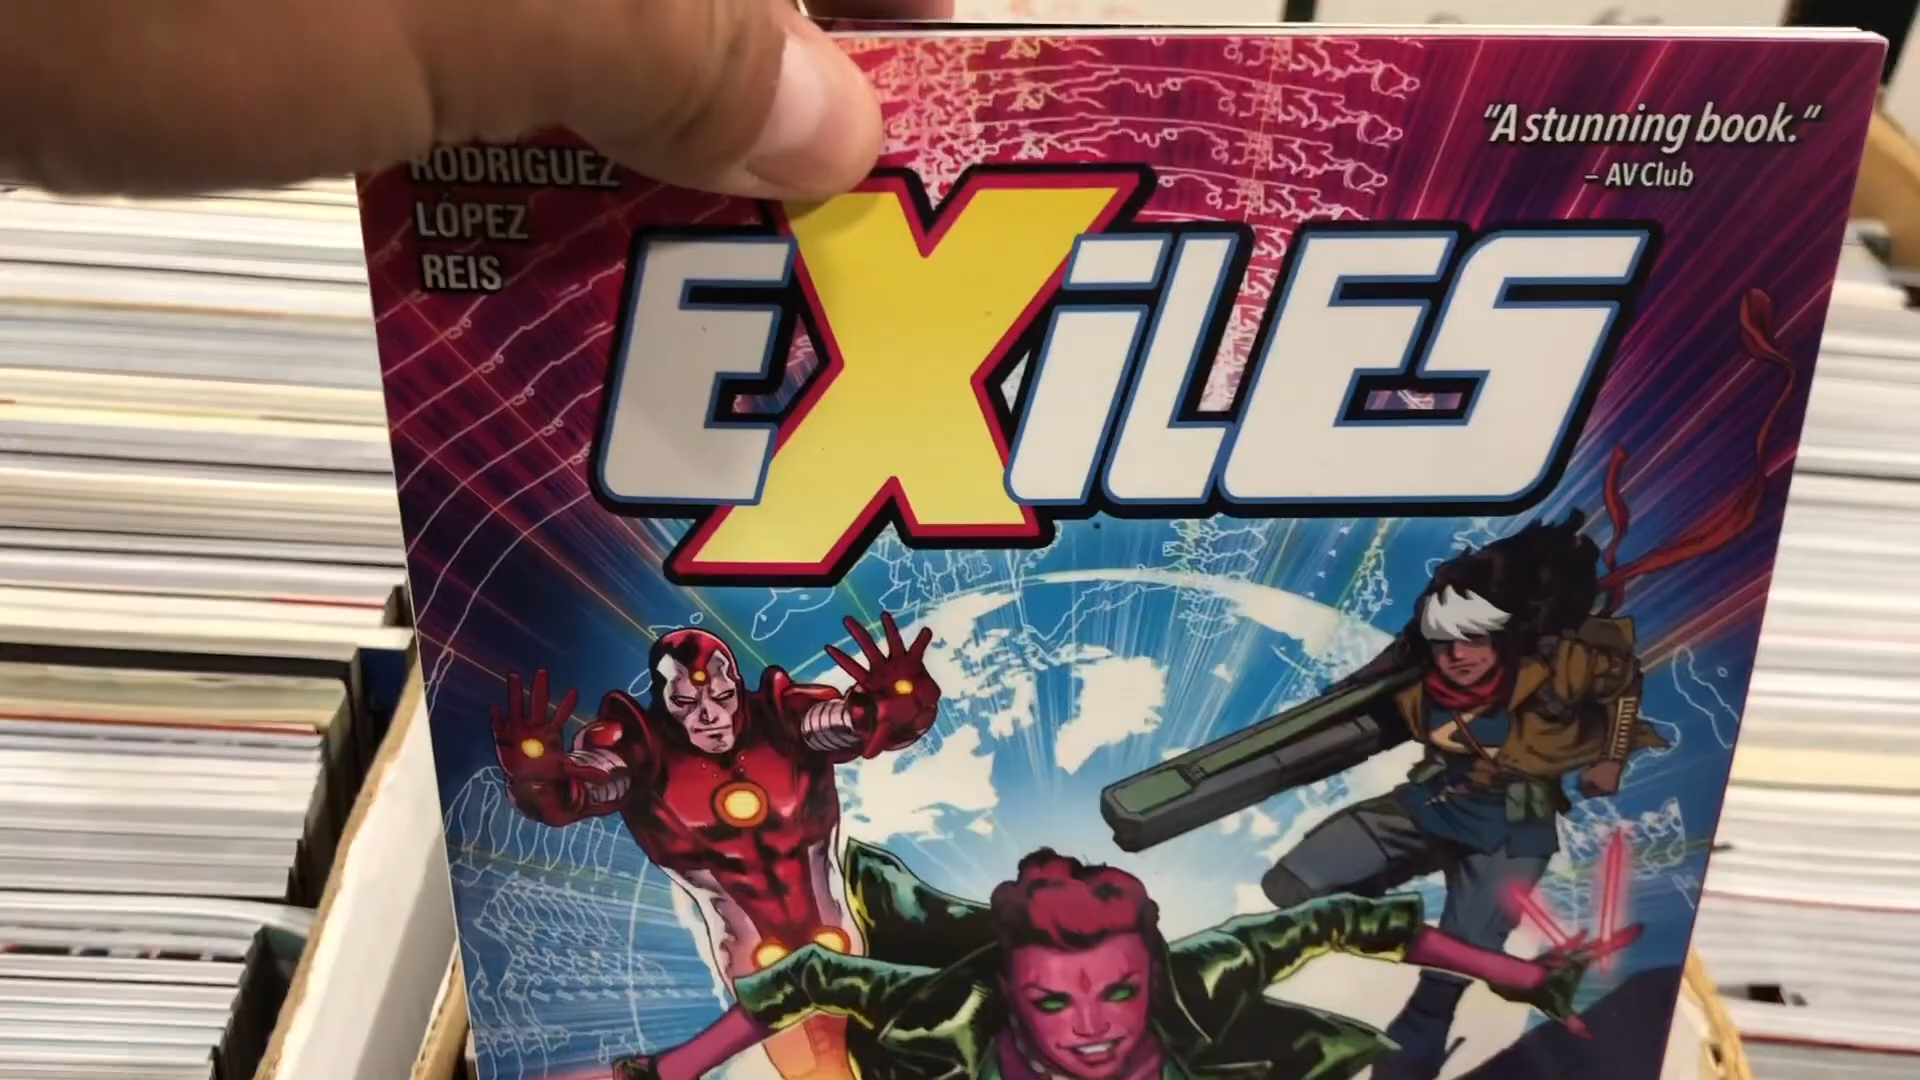 RODRIGUEZ
LÓPEZ
REIS
"A stunning book."
– AV Club
EXiLES